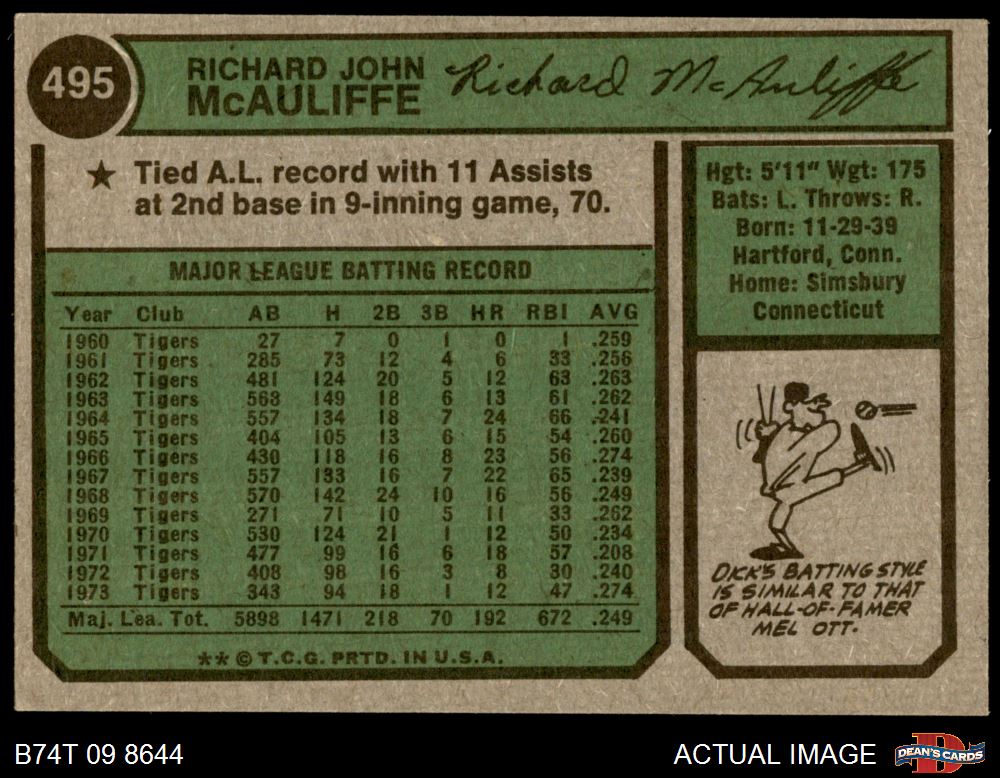 495
RICHARD JOHN
McAULIFFE
Richard McAuliffe
★ Tied A.L. record with 11 Assists
at 2nd base in 9-inning game, 70.
Hgt: 5'11" Wgt: 175
Bats: L. Throws: R.
Born: 11-29-39
Hartford, Conn.
Home: Simsbury
Connecticut
MAJOR LEAGUE BATTING RECORD
Year Club AB H 2B 3B HR RBI AVG
1960 Tigers 27 7 0 1 0 1 .259
1961 Tigers 285 73 12 4 6 33 .256
1962 Tigers 481 124 20 5 12 63 .263
1963 Tigers 568 149 18 6 13 61 .262
1964 Tigers 557 134 18 7 24 66 .241
1965 Tigers 404 105 13 6 15 54 .260
1966 Tigers 430 118 16 8 23 56 .274
1967 Tigers 557 133 16 7 22 65 .239
1968 Tigers 570 142 24 10 16 56 .249
1969 Tigers 271 71 10 5 11 33 .262
1970 Tigers 530 124 21 1 12 50 .234
1971 Tigers 477 99 16 6 18 57 .208
1972 Tigers 408 98 16 3 8 30 .240
1973 Tigers 343 94 18 1 12 47 .274
Maj. Lea. Tot. 5898 1471 218 70 192 672 .249
** © T.C.G. PRTD. IN U.S.A.
DICK'S BATTING STYLE
IS SIMILAR TO THAT
OF HALL-OF-FAMER
MEL OTT.
B74T 09 8644
ACTUAL IMAGE
DEAN'S CARDS